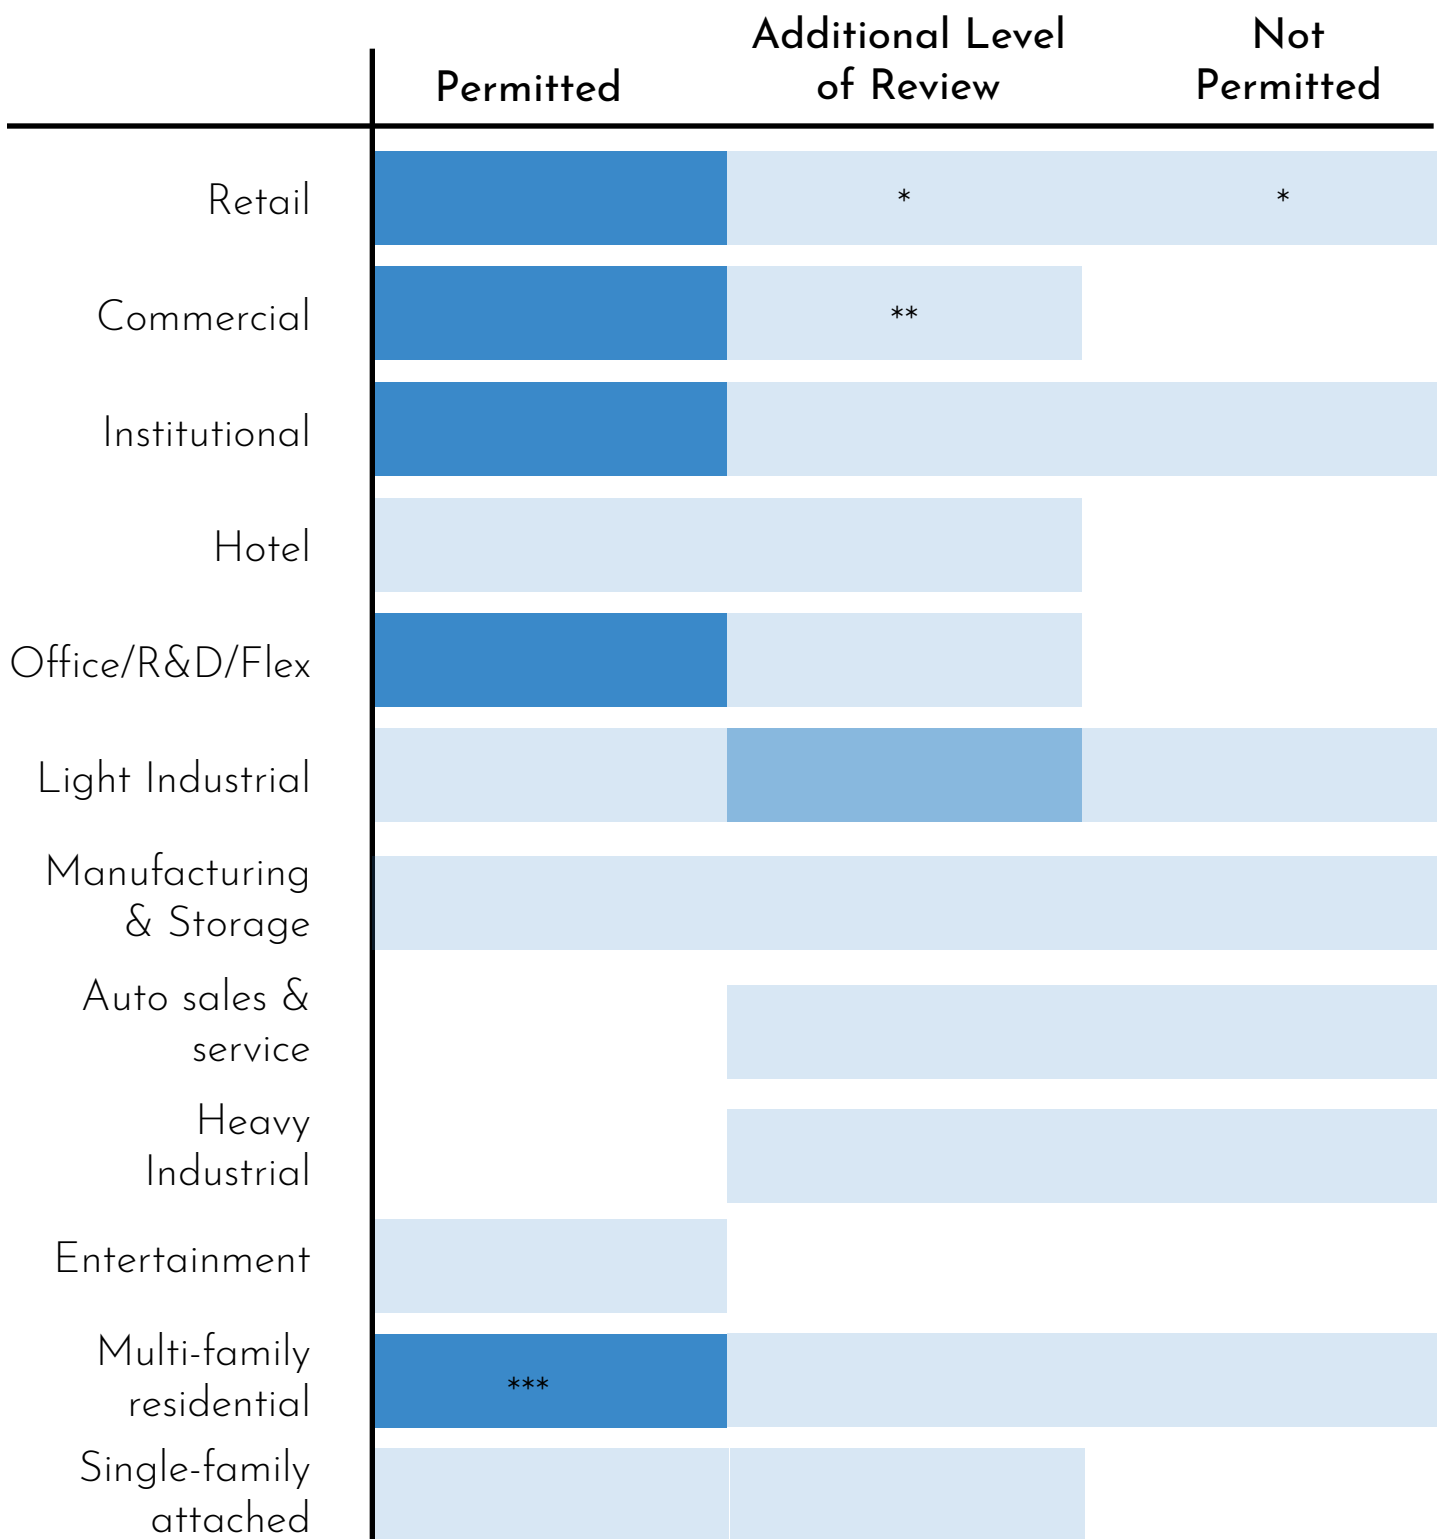 Additional Level
of Review
Not
Permitted
Permitted
Retail
*
*
Commercial
**
Institutional
Hotel
Office/R&D/Flex
Light Industrial
Manufacturing
& Storage
Auto sales &
service
Heavy
Industrial
Entertainment
Multi-family
residential
***
Single-family
attached